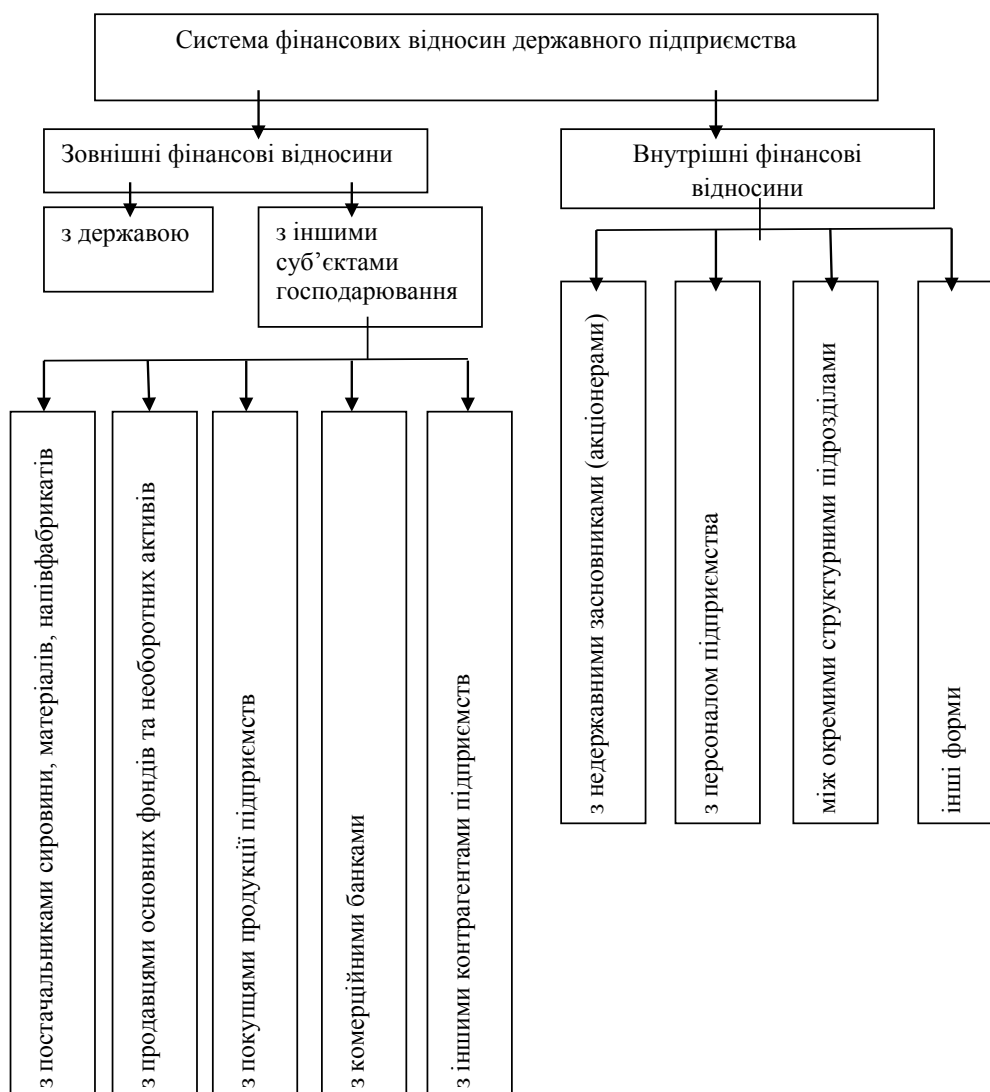 Система фінансових відносин державного підприємства
Зовнішні фінансові відносини
Внутрішні фінансові
відносини
з державою
з іншими
суб’єктами
господарювання
з постачальниками сировини, матеріалів, напівфабрикатів
з продавцями основних фондів та необоротних активів
з покупцями продукції підприємств
з комерційними банками
з іншими контрагентами підприємств
з недержавними засновниками (акціонерами)
з персоналом підприємства
між окремими структурними підрозділами
інші форми